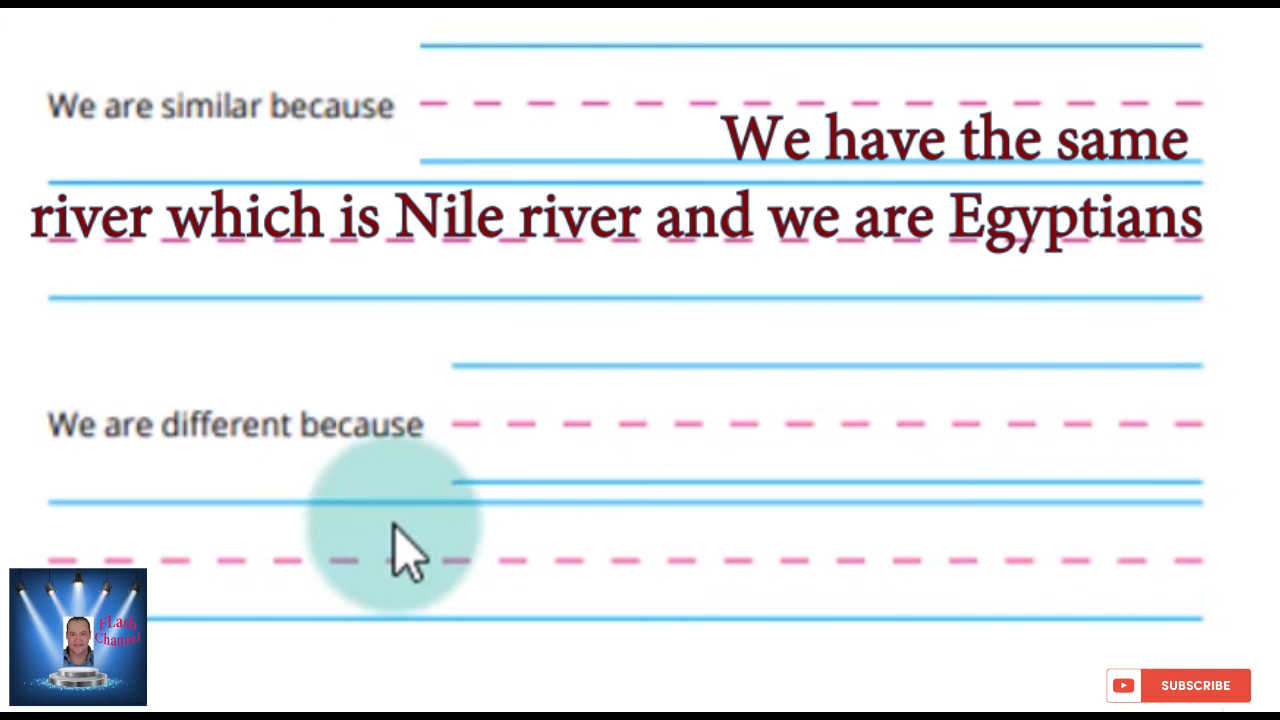 We are similar because
We have the same
river which is Nile river and we are Egyptians
We are different because
FLash
Channel
SUBSCRIBE